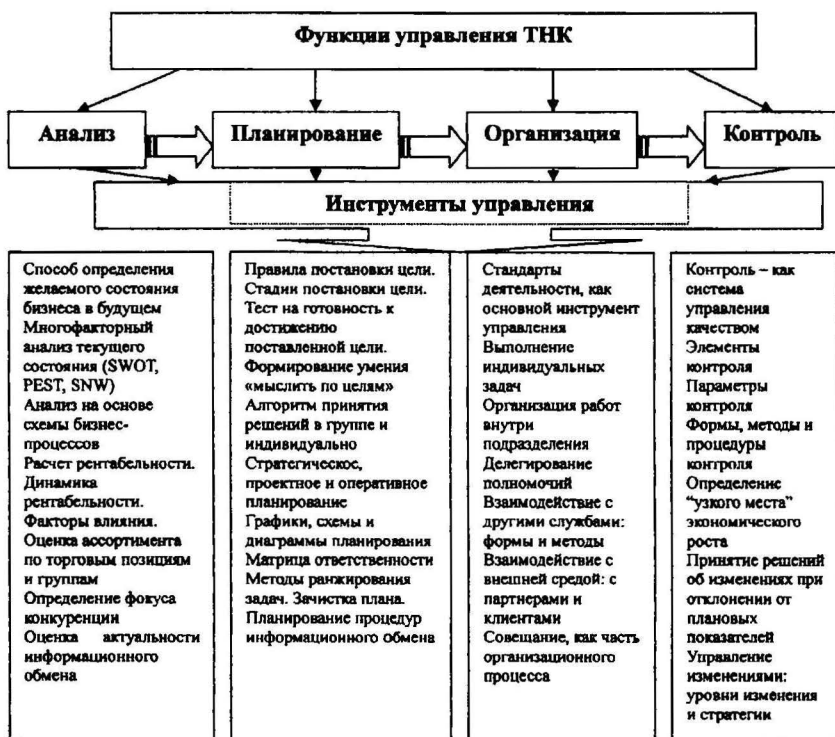 Функции управления ТНК
Анализ
Планирование
Организация
Контроль
Инструменты управления
Способ определения
желаемого состояния
бизнеса в будущем
Многофакторный
анализ текущего
состояния (SWOT,
PEST, SNW)
Анализ на основе
схемы бизнес-
процессов
Расчет рентабельности.
Динамика
рентабельности.
Факторы влияния.
Оценка ассортимента
по торговым позициям
и группам
Определение фокуса
конкуренции
Оценка актуальности
информационного
обмена
Правила постановки цели.
Стадии постановки цели.
Тест на готовность к
достижению
поставленной цели.
Формирование умения
«мыслить по целям»
Алгоритм принятия
решений в группе и
индивидуально
Стратегическое,
проектное и оперативное
планирование
Графики, схемы и
диаграммы планирования
Матрица ответственности
Методы ранжирования
задач. Зачистка плана.
Планирование процедур
информационного обмена
Стандарты
деятельности, как
основной инструмент
управления
Выполнение
индивидуальных
задач
Организация работ
внутри
подразделения
Делегирование
полномочий
Взаимодействие с
другими службами:
формы и методы
Взаимодействие с
внешней средой: с
партнерами и
клиентами
Совещание, как часть
организационного
процесса
Контроль – как
система
управления
качеством
Элементы
контроля
Параметры
контроля
Формы, методы и
процедуры
контроля
Определение
“узкого места”
экономического
роста
Принятие решений
об изменениях при
отклонении от
плановых
показателей
Управление
изменениями:
уровни изменения
и стратегии